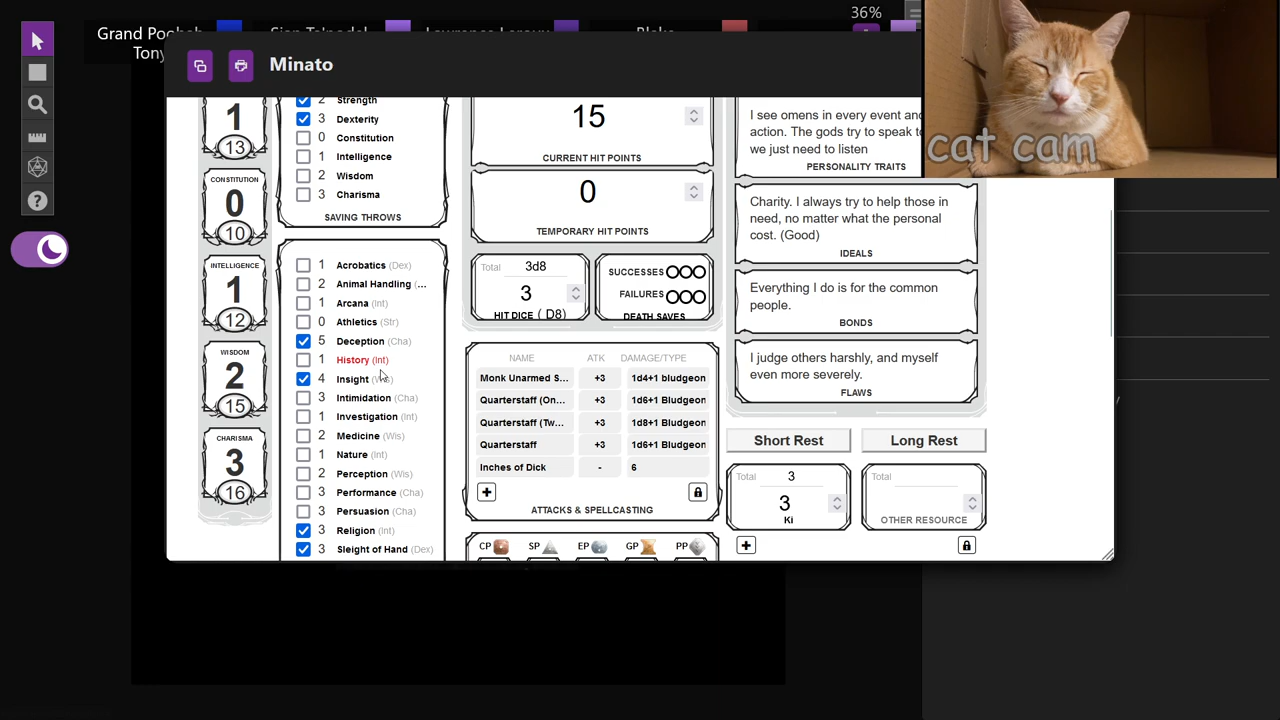 36%
Grand Poobah
Tony
Sion Tu'nadel
Lawrence Leroux
Blake
Minato
1
13
CONSTITUTION
0
10
INTELLIGENCE
1
12
WISDOM
2
15
CHARISMA
3
16
2 Strength
3 Dexterity
0 Constitution
1 Intelligence
2 Wisdom
3 Charisma
SAVING THROWS
1 Acrobatics (Dex)
2 Animal Handling (...
1 Arcana (Int)
0 Athletics (Str)
5 Deception (Cha)
1 History (Int)
4 Insight (Wis)
3 Intimidation (Cha)
1 Investigation (Int)
2 Medicine (Wis)
1 Nature (Int)
2 Perception (Wis)
3 Performance (Cha)
3 Persuasion (Cha)
3 Religion (Int)
3 Sleight of Hand (Dex)
15
CURRENT HIT POINTS
0
TEMPORARY HIT POINTS
Total 3d8
3
HIT DICE ( D8)
SUCCESSES
FAILURES
DEATH SAVES
NAME ATK DAMAGE/TYPE
Monk Unarmed S... +3 1d4+1 bludgeon
Quarterstaff (On... +3 1d6+1 Bludgeon
Quarterstaff (Tw... +3 1d8+1 Bludgeon
Quarterstaff +3 1d6+1 Bludgeon
Inches of Dick - 6
ATTACKS & SPELLCASTING
CP SP EP GP PP
I see omens in every event and
action. The gods try to speak to
we just need to listen
PERSONALITY TRAITS
Charity. I always try to help those in
need, no matter what the personal
cost. (Good)
IDEALS
Everything I do is for the common
people.
BONDS
I judge others harshly, and myself
even more severely.
FLAWS
Short Rest
Long Rest
Total 3
3
Ki
Total
OTHER RESOURCE
cat cam